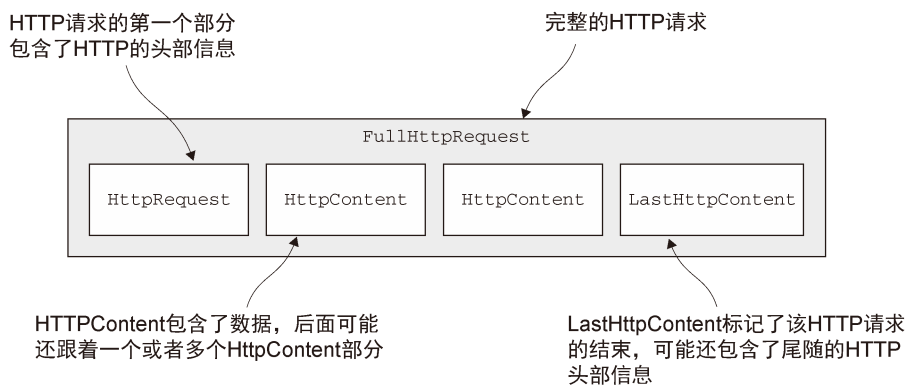 HTTP请求的第一个部分
包含了HTTP的头部信息
完整的HTTP请求
FullHttpRequest
HttpRequest
HttpContent
HttpContent
LastHttpContent
HTTPContent包含了数据，后面可能
还跟着一个或者多个HttpContent部分
LastHttpContent标记了该HTTP请求
的结束，可能还包含了尾随的HTTP
头部信息